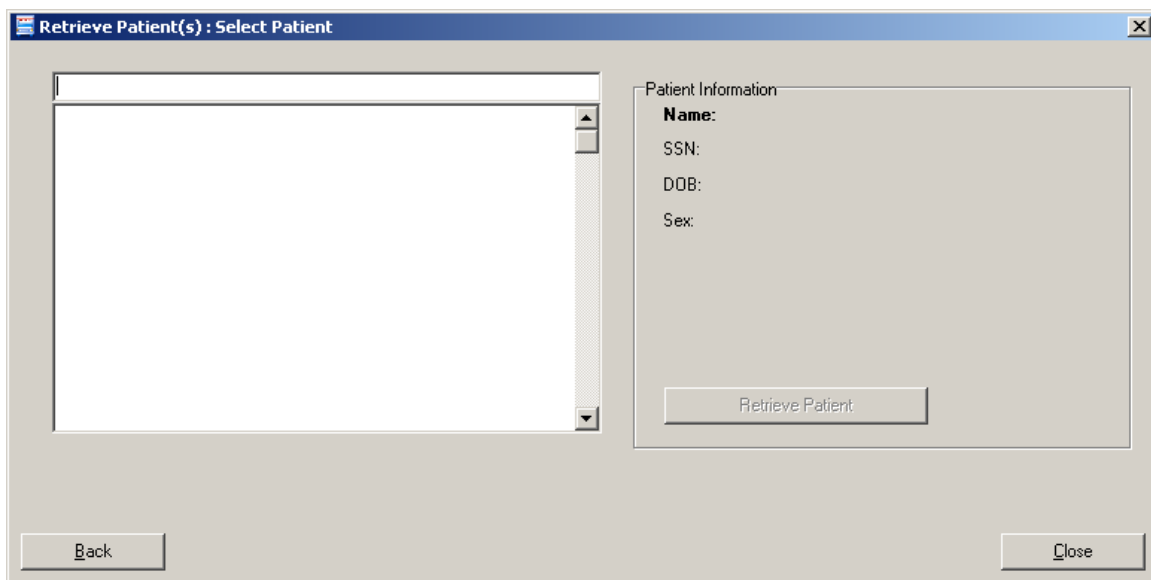 Retrieve Patient(s) : Select Patient
Patient Information
Name:
SSN:
DOB:
Sex:
Retrieve Patient
Back
Close